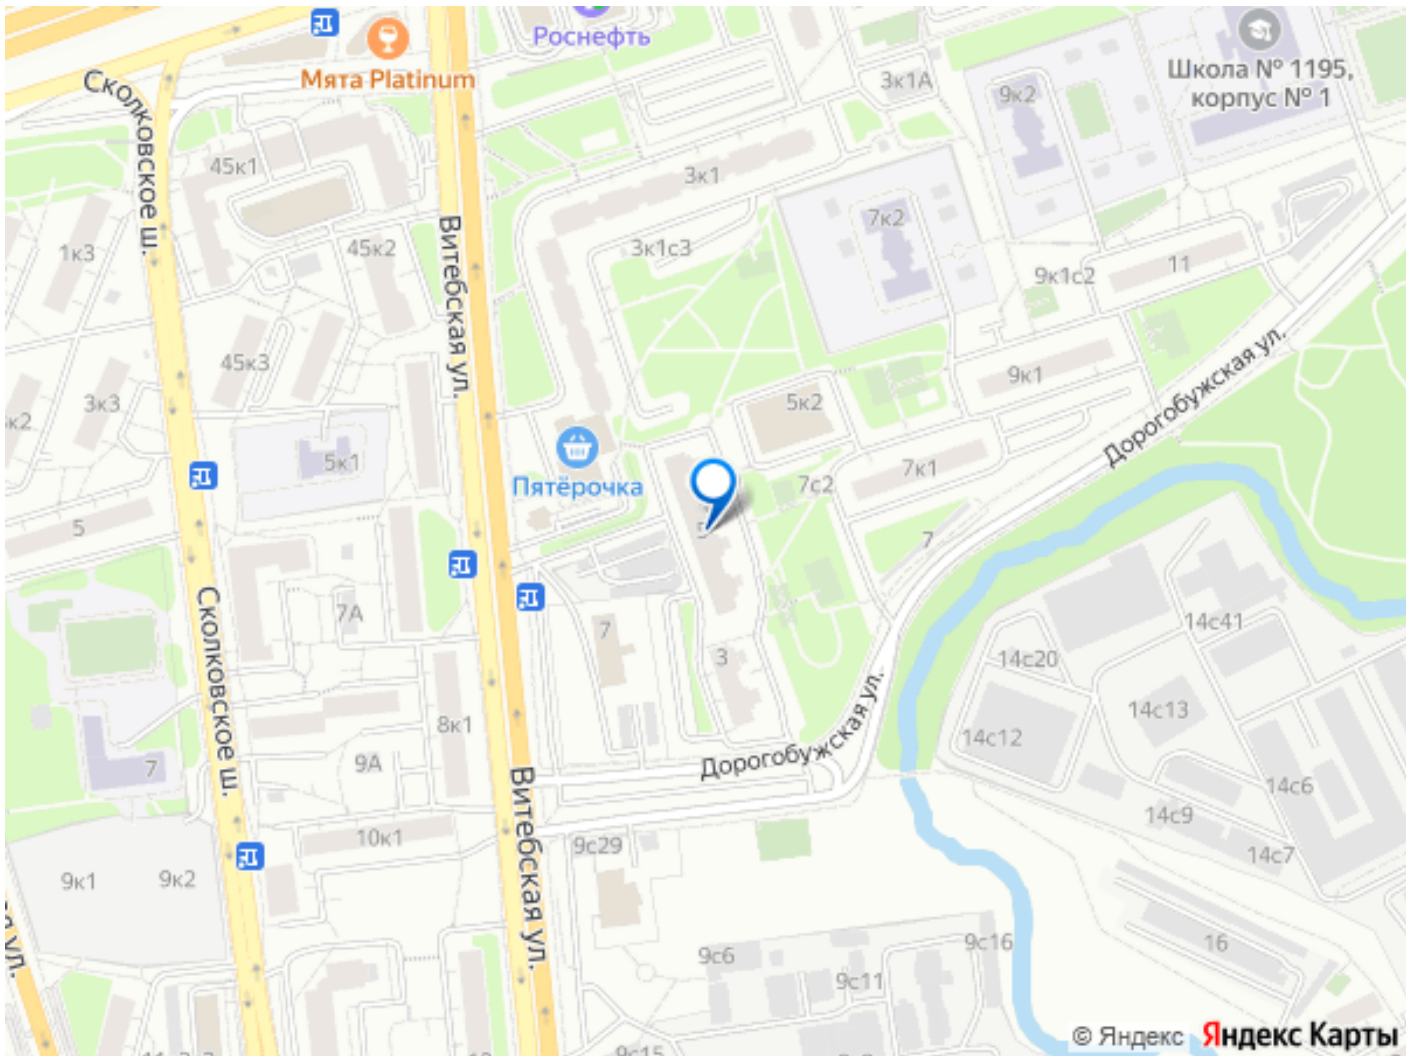 Роснефть
Мята Platinum
Сколковское ш.
Школа № 1195,
корпус № 1
3к1А
9к2
45к1
3к1
Витебская ул.
7к2
1к3
45к2
3к1с3
9к1с2
11
Дорогобужская ул.
45к3
9к1
3к3
5к2
5к1
7к1
Пятёрочка
7с2
5
7
Сколковское ш.
7А
7
14с41
3
14с20
14с13
8к1
14с12
Дорогобужская ул.
7
9А
14с6
Витебская ул.
14с9
10к1
9с29
14с7
9к1
9к2
9с6
9с16
16
9с11
© Яндекс
Яндекс Карты